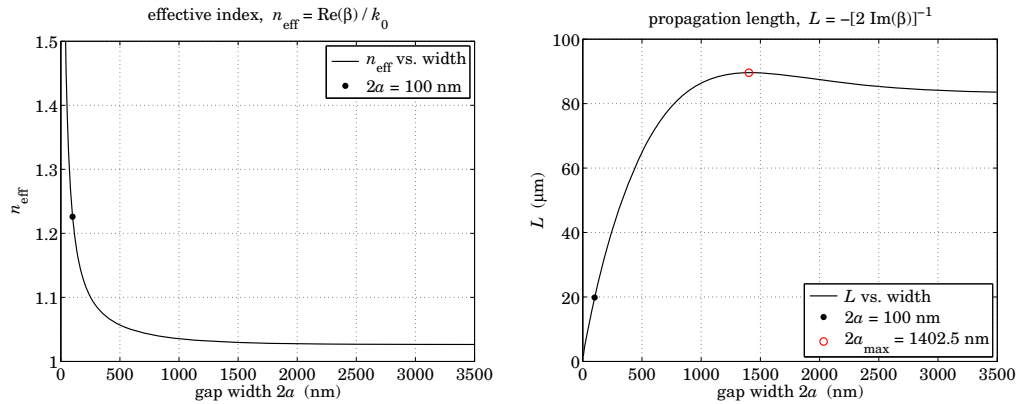 effective index, n_eff = Re(β) / k_0
1.5
1.4
1.3
1.2
1.1
1
n_eff
n_eff vs. width
2a = 100 nm
0 500 1000 1500 2000 2500 3000 3500
gap width 2a (nm)
propagation length, L = –[2 Im(β)]⁻¹
100
80
60
40
20
0
L (μm)
L vs. width
2a = 100 nm
2a_max = 1402.5 nm
0 500 1000 1500 2000 2500 3000 3500
gap width 2a (nm)